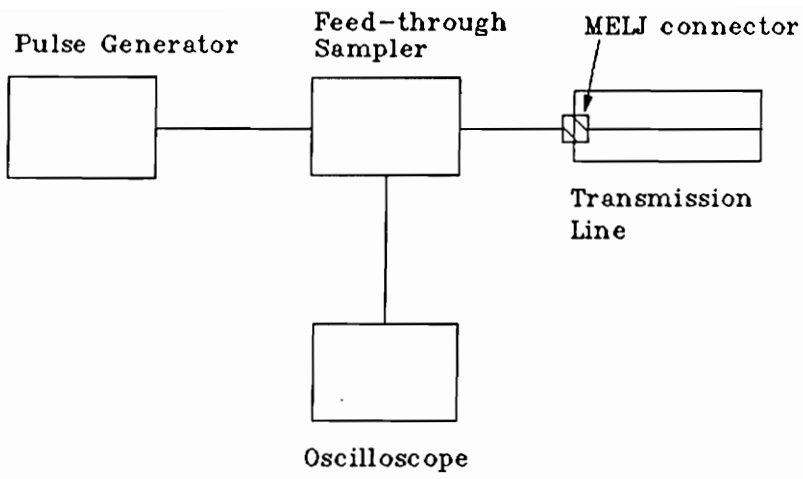 Pulse Generator
Feed-through
Sampler
MELJ connector
Transmission
Line
Oscilloscope